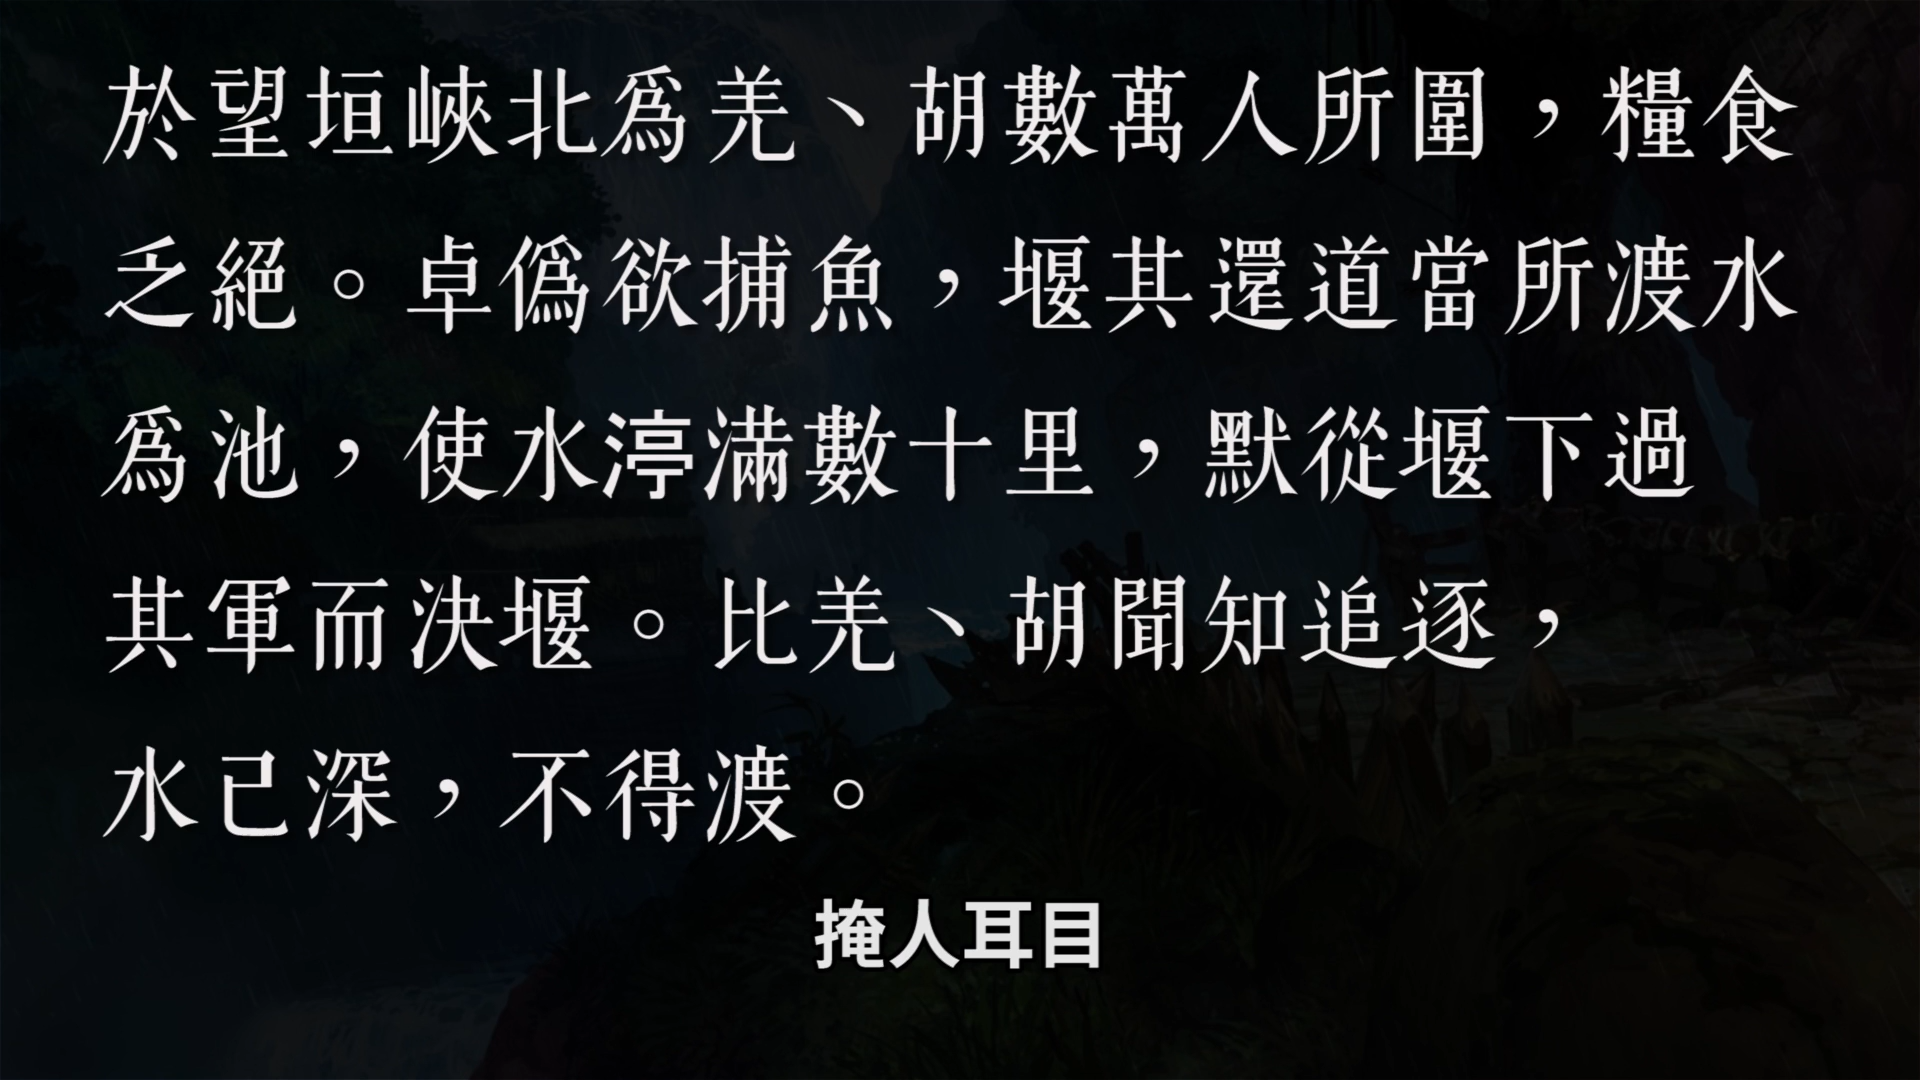 於望垣峽北爲羌、胡數萬人所圍，糧食
乏絕。卓僞欲捕魚，堰其還道當所渡水
爲池，使水渟滿數十里，默從堰下過
其軍而決堰。比羌、胡聞知追逐，
水已深，不得渡。
掩人耳目